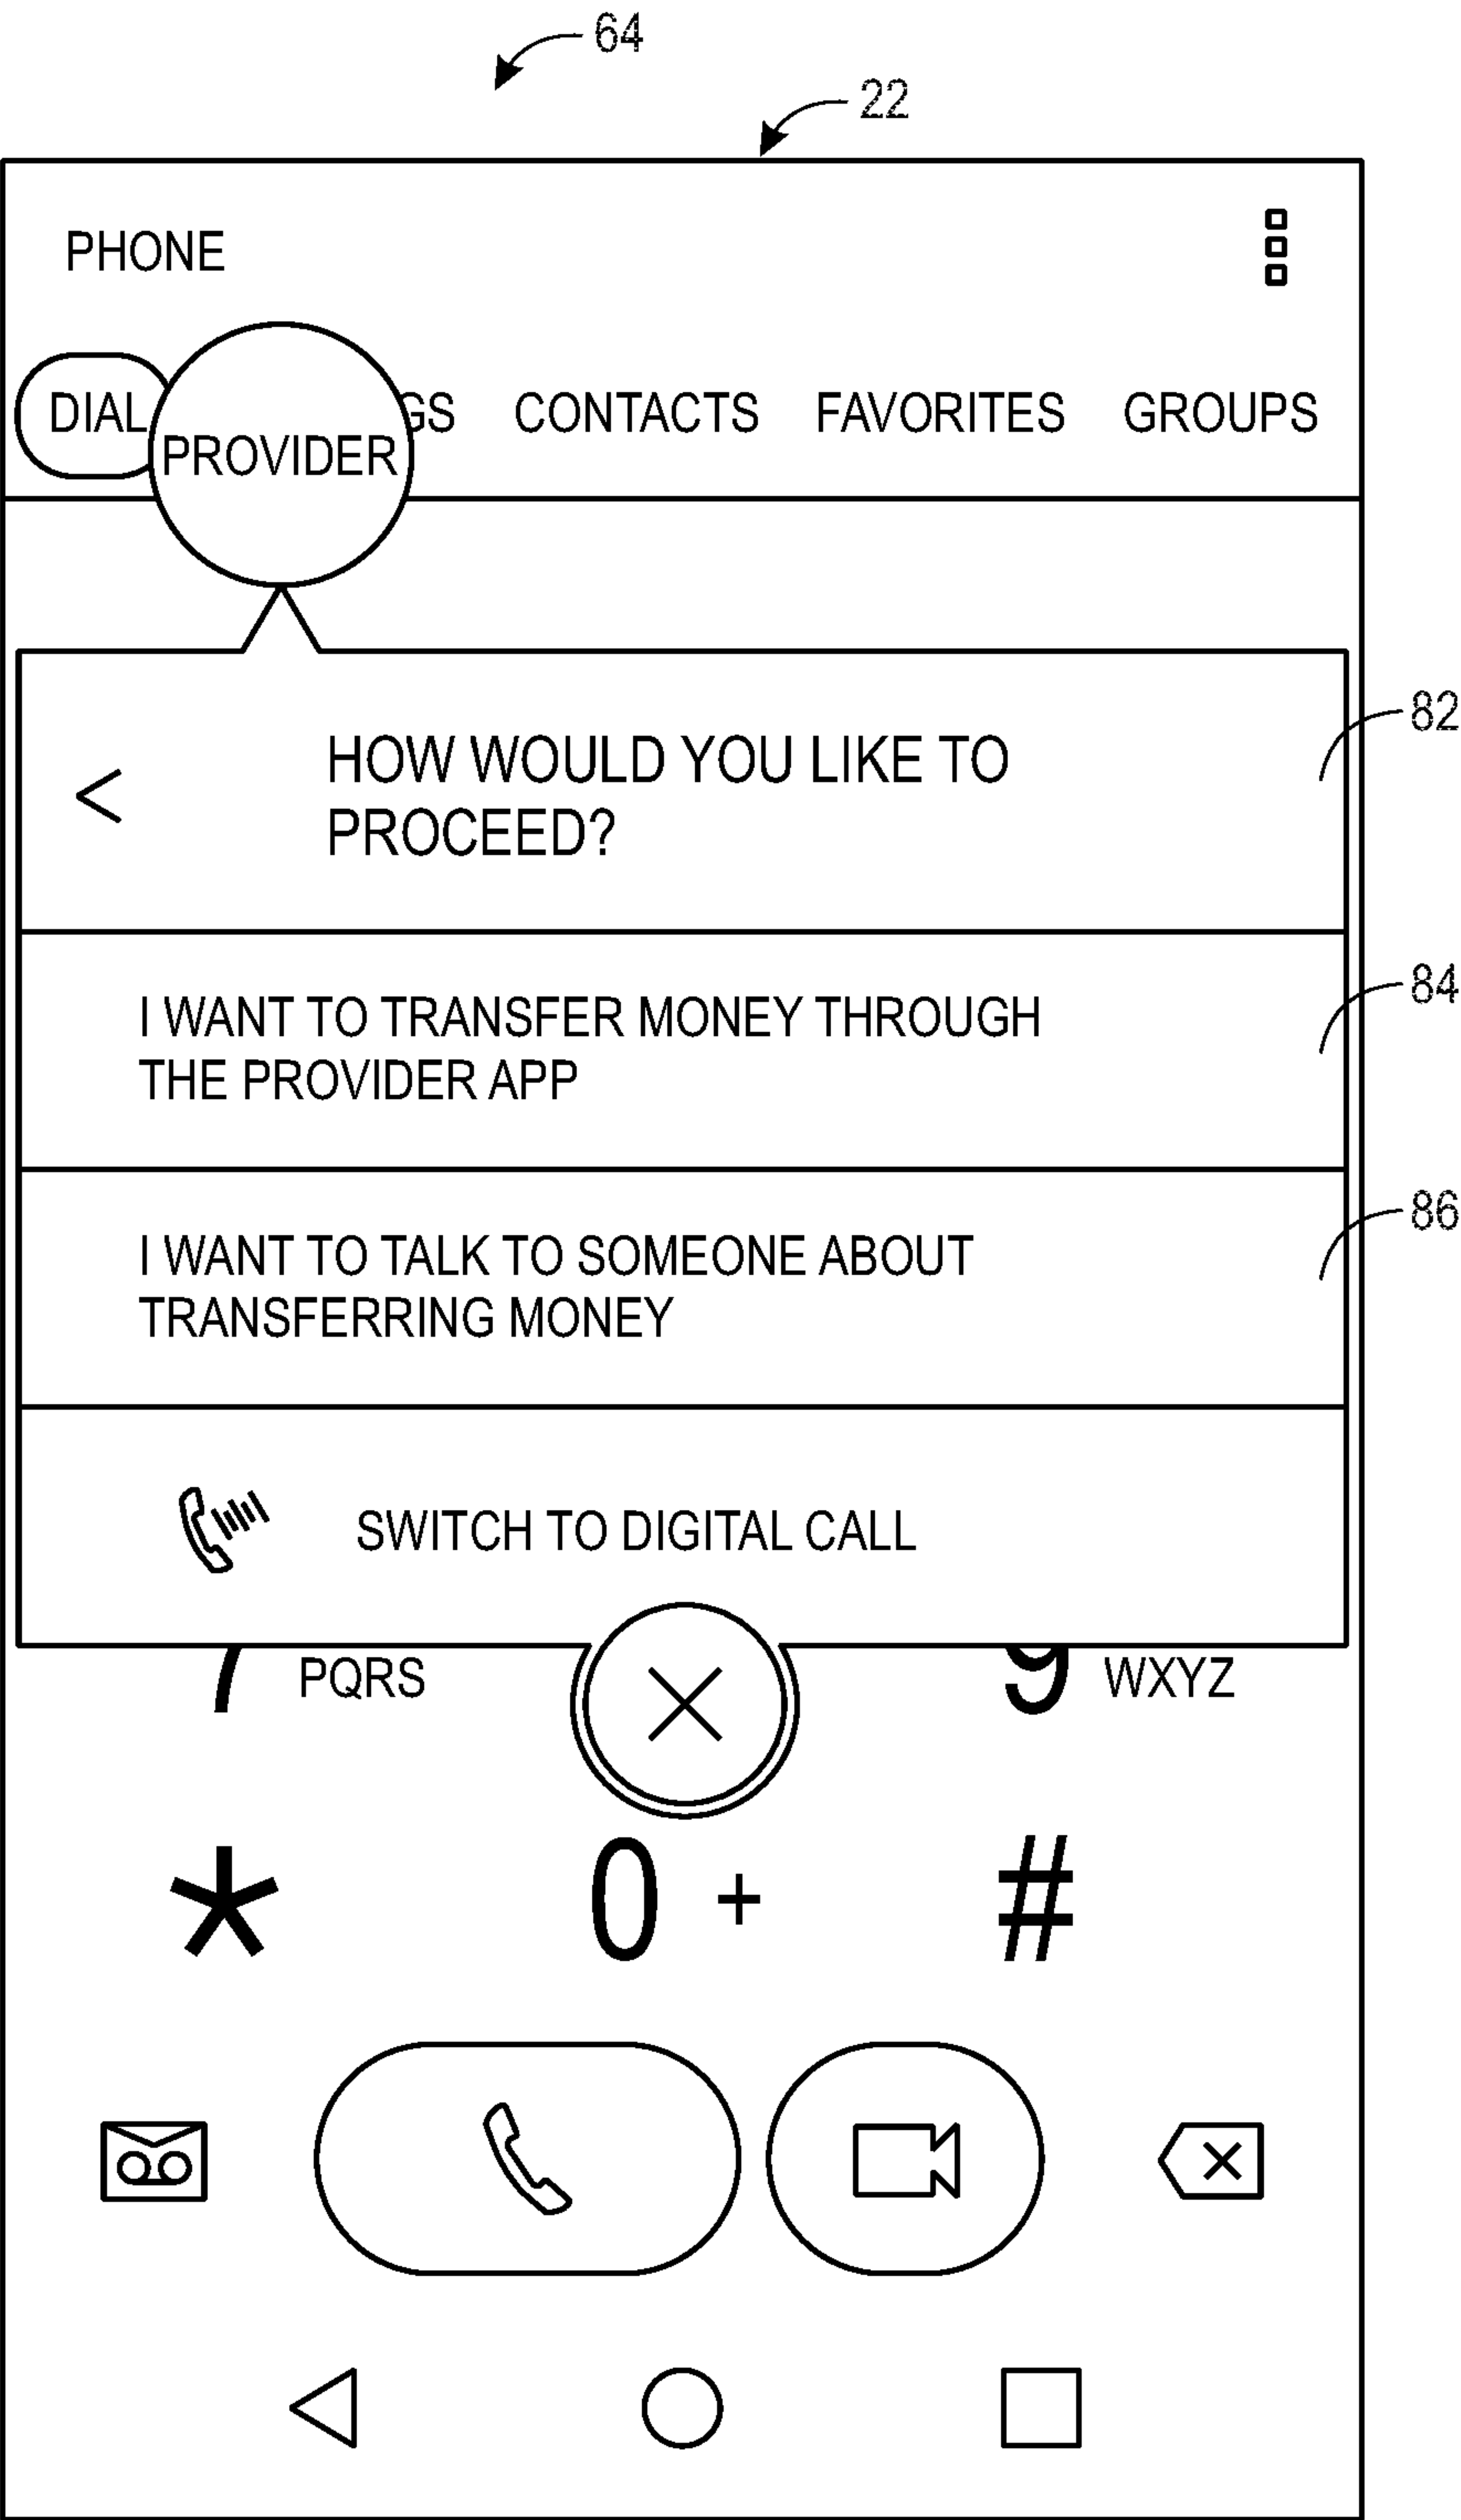 64
22
PHONE
DIAL GS CONTACTS FAVORITES GROUPS
PROVIDER
82
< HOW WOULD YOU LIKE TO
PROCEED?
84
I WANT TO TRANSFER MONEY THROUGH
THE PROVIDER APP
86
I WANT TO TALK TO SOMEONE ABOUT
TRANSFERRING MONEY
SWITCH TO DIGITAL CALL
7 PQRS 9 WXYZ
* 0 + #